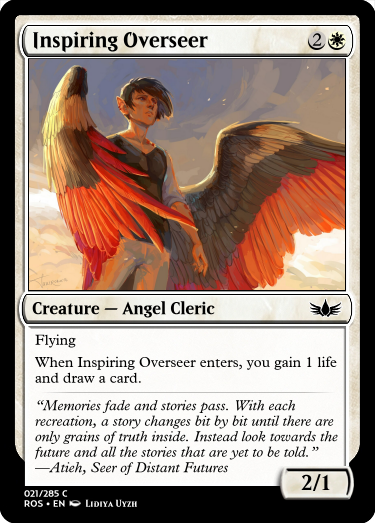 Inspiring Overseer 2
Creature — Angel Cleric
Flying
When Inspiring Overseer enters, you gain 1 life
and draw a card.
“Memories fade and stories pass. With each
recreation, a story changes bit by bit until there are
only grains of truth inside. Instead look towards the
future and all the stories that are yet to be told.”
—Atieh, Seer of Distant Futures
2/1
021/285 C
ROS • EN Lidiya Uyzh